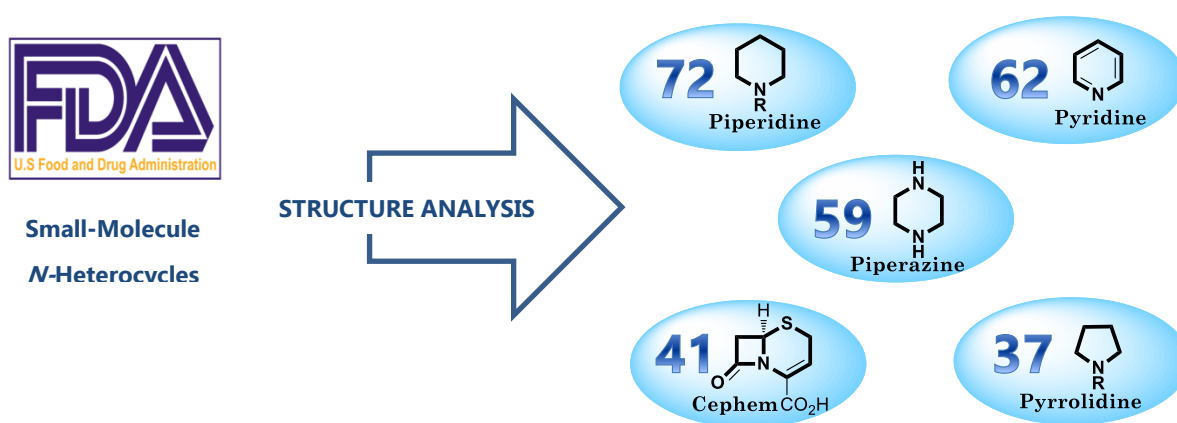 FDA
U.S Food and Drug Administration
Small-Molecule
N-Heterocycles
STRUCTURE ANALYSIS
72
N
R
Piperidine
62
N
Pyridine
59
H
N
N
H
Piperazine
41
H
S
N
O
Cephem CO₂H
37
N
R
Pyrrolidine